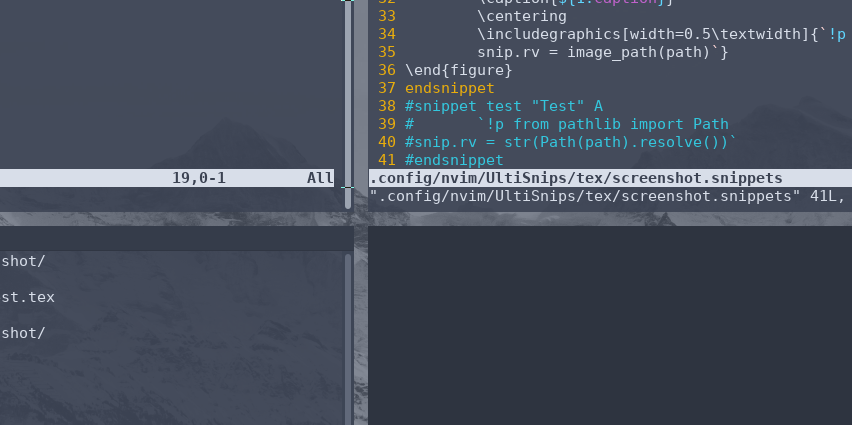 32         \caption{${1:caption}}
33         \centering
34         \includegraphics[width=0.5\textwidth]{`!p
35         snip.rv = image_path(path)`}
36 \end{figure}
37 endsnippet
38 #snippet test "Test" A
39 #       `!p from pathlib import Path
40 #snip.rv = str(Path(path).resolve())`
41 #endsnippet
19,0-1         All
.config/nvim/UltiSnips/tex/screenshot.snippets
".config/nvim/UltiSnips/tex/screenshot.snippets" 41L,
shot/
st.tex
shot/